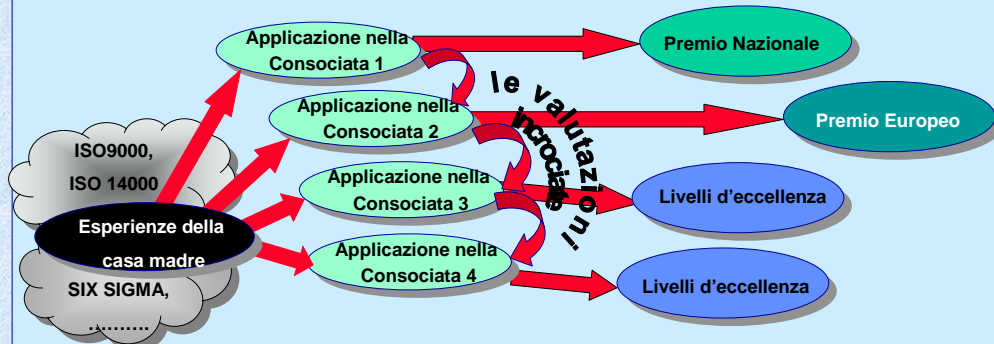 Applicazione nella
Consociata 1
Premio Nazionale
le valutazioni
incrociate
Applicazione nella
Consociata 2
Premio Europeo
ISO9000,
ISO 14000
Applicazione nella
Consociata 3
Livelli d'eccellenza
Esperienze della
casa madre
Applicazione nella
Consociata 4
Livelli d'eccellenza
SIX SIGMA,
……….